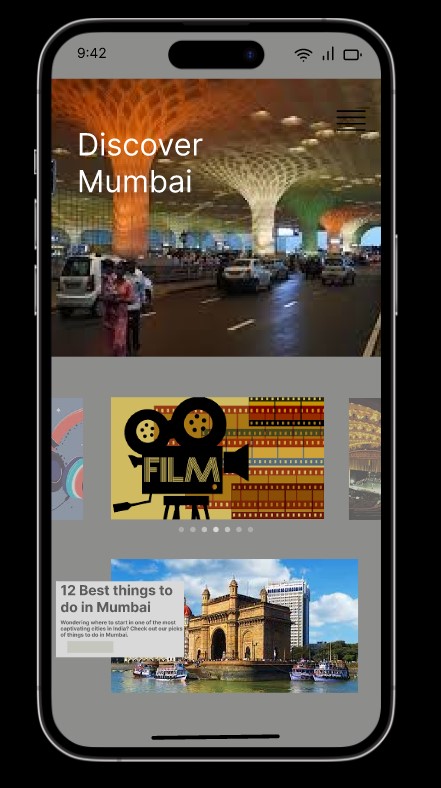 9:42
Discover
Mumbai
FILM
12 Best things to
do in Mumbai
Wondering where to start in one of the most
captivating cities in India? Check out our picks
of things to do in Mumbai.